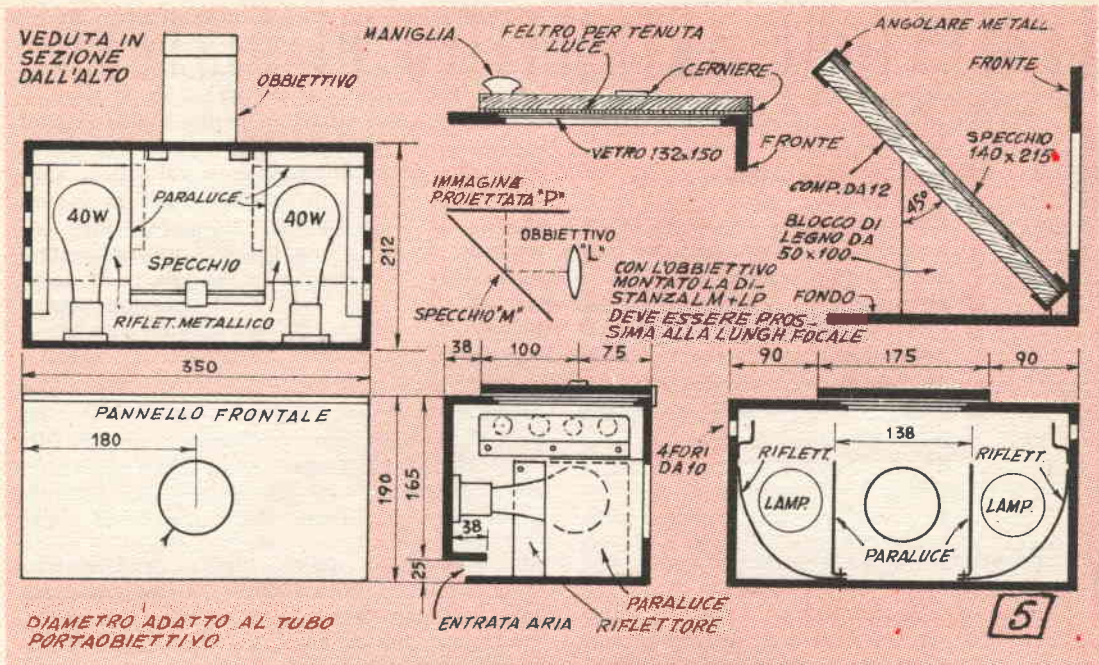 VEDUTA IN
SEZIONE
DALL'ALTO
OBBIETTIVO
MANIGLIA
FELTRO PER TENUTA
LUCE
CERNIERE
VETRO 132x150
FRONTE
ANGOLARE METALL.
FRONTE
SPECCHIO
140 x 215
COMP. DA 12
45°
BLOCCO DI
LEGNO DA
50x100
FONDO
PARALUCE
40W
40W
SPECCHIO
RIFLET. METALLICO
212
350
IMMAGINE
PROIETTATA "P"
OBBIETTIVO
"L"
SPECCHIO "M"
CON L'OBBIETTIVO
MONTATO LA DI-
STANZA LM+LP
DEVE ESSERE PROS_
SIMA ALLA LUNGH FOCALE
PANNELLO FRONTALE
180
190
DIAMETRO ADATTO AL TUBO
PORTAOBIETTIVO
38
100
75
165
38
25
ENTRATA ARIA
PARALUCE
RIFLETTORE
90
175
90
4 FORI
DA 10
138
RIFLETT.
RIFLETT.
LAMP.
LAMP.
PARALUCE
5